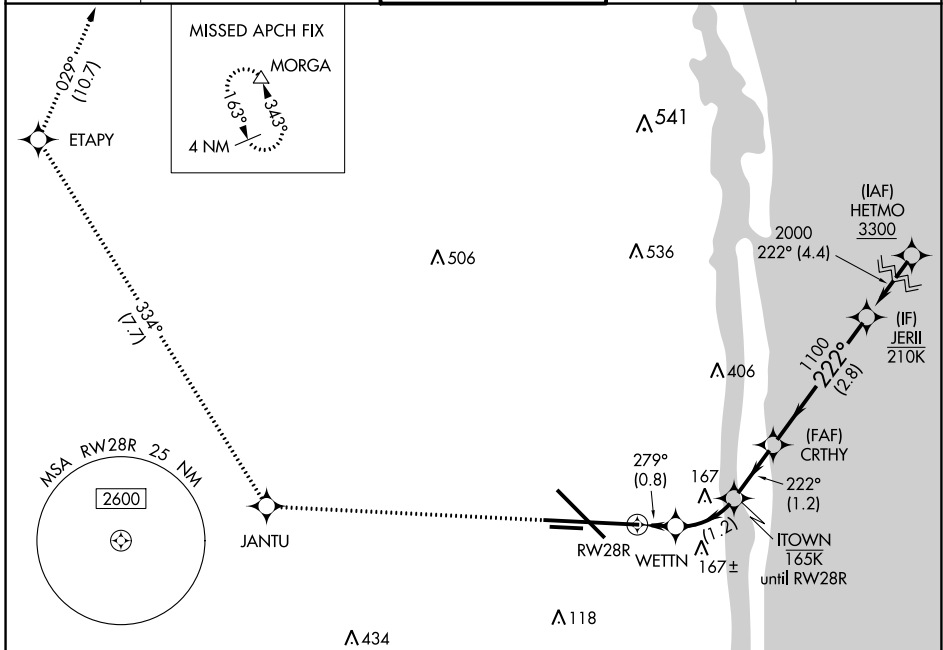 MISSED APCH FIX
MORGA
163°
343°
4 NM
029°
(10.7)
ETAPY
541
(IAF)
HETMO
3300
2000
222° (4.4)
506
536
(IF)
JERII
210K
334°
(7.7)
1100
222°
(2.8)
406
(FAF)
CRTHY
MSA RW28R 25 NM
2600
279°
(0.8)
167
222°
(1.2)
JANTU
RW28R
WETTN
(1.2)
167±
ITOWN
165K
until RW28R
118
434